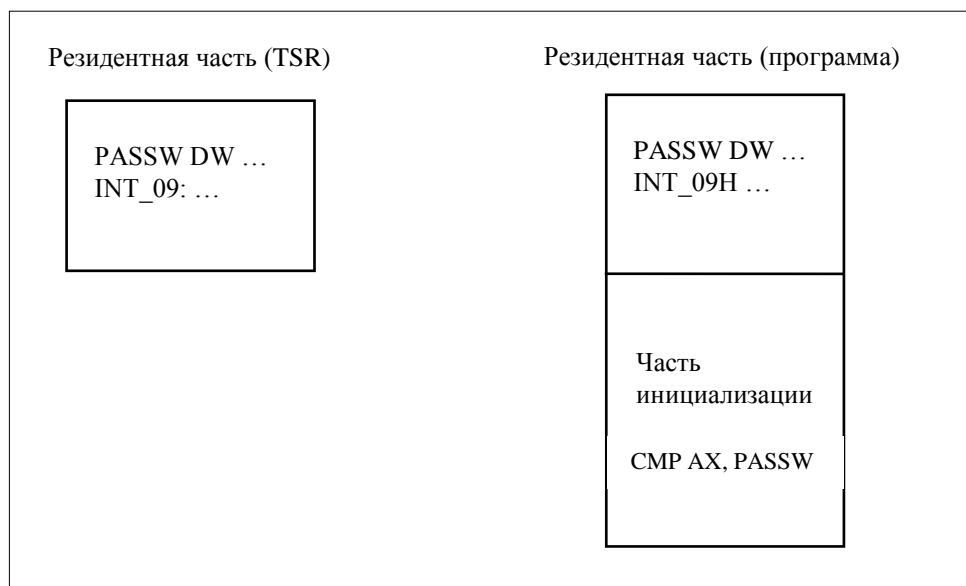 Резидентная часть (TSR)
PASSW DW …
INT_09: …
Резидентная часть (программа)
PASSW DW …
INT_09H …
Часть
инициализации
CMP AX, PASSW